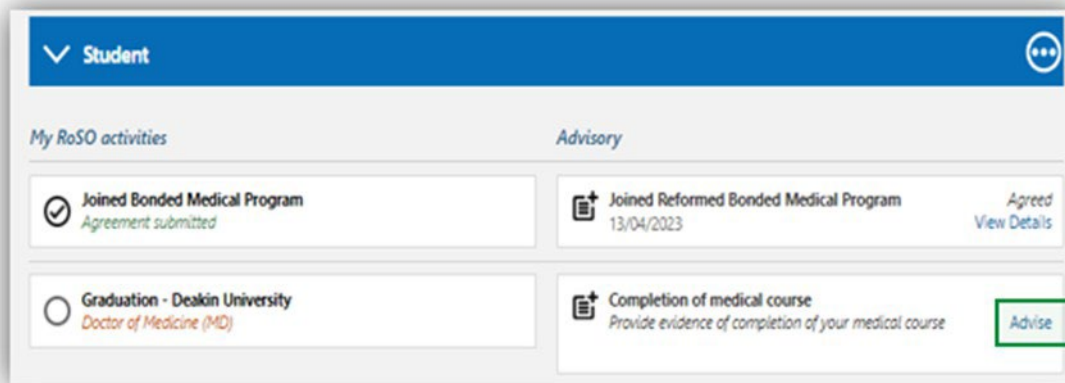 Student
My RoSO activities
Advisory
Joined Bonded Medical Program
Agreement submitted
Joined Reformed Bonded Medical Program
13/04/2023
Agreed
View Details
Graduation - Deakin University
Doctor of Medicine (MD)
Completion of medical course
Provide evidence of completion of your medical course
Advise